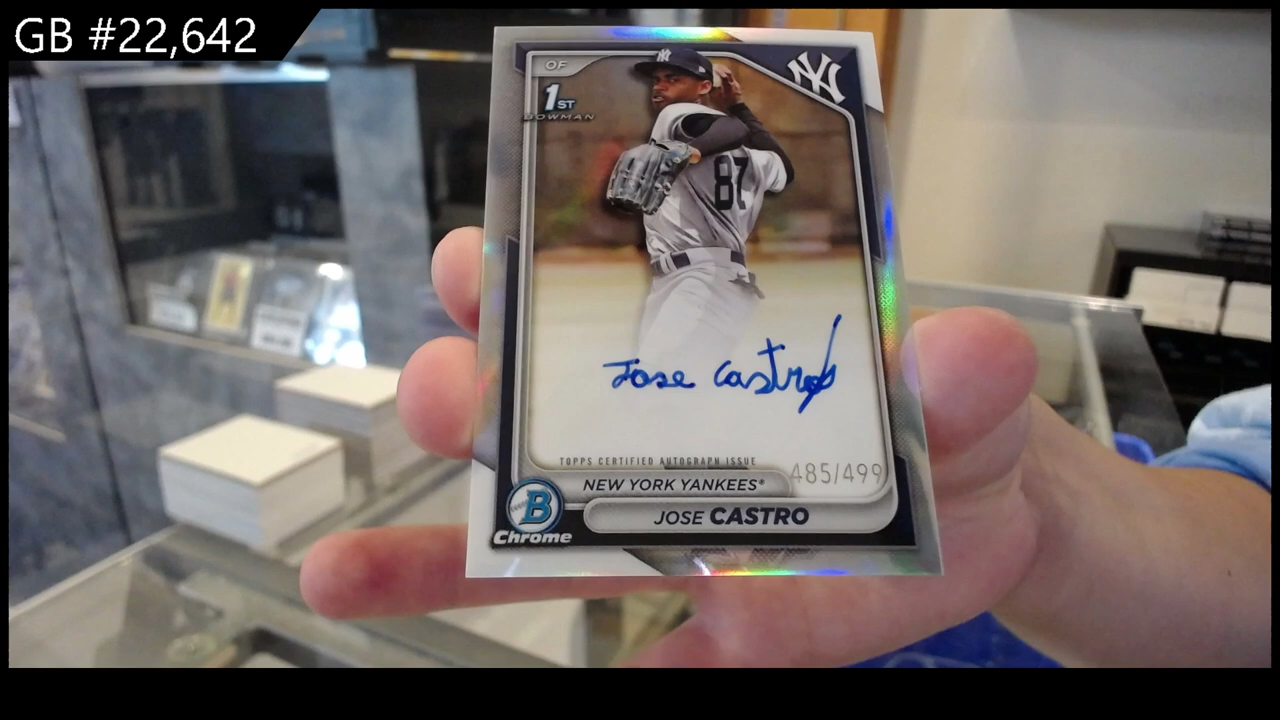 GB #22,642
OF
NY
1ST
BOWMAN
87
Jose Castro
TOPPS CERTIFIED AUTOGRAPH ISSUE
485/499
NEW YORK YANKEES®
JOSE CASTRO
B
Chrome